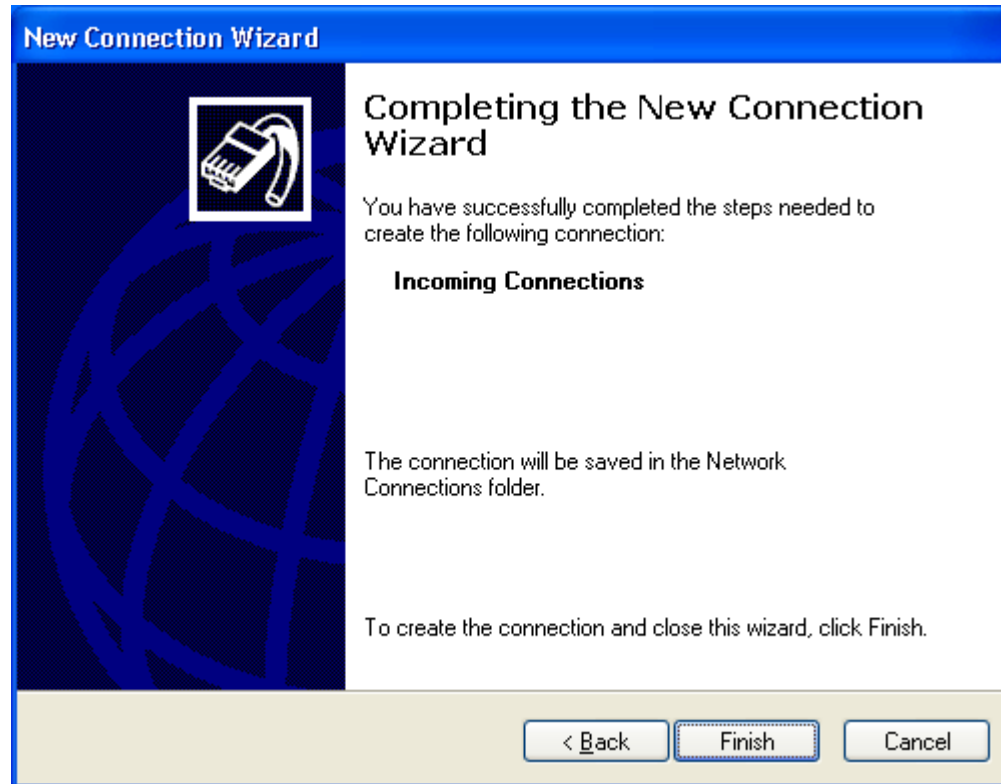 New Connection Wizard
Completing the New Connection
Wizard
You have successfully completed the steps needed to
create the following connection:
Incoming Connections
The connection will be saved in the Network
Connections folder.
To create the connection and close this wizard, click Finish.
< Back Finish Cancel